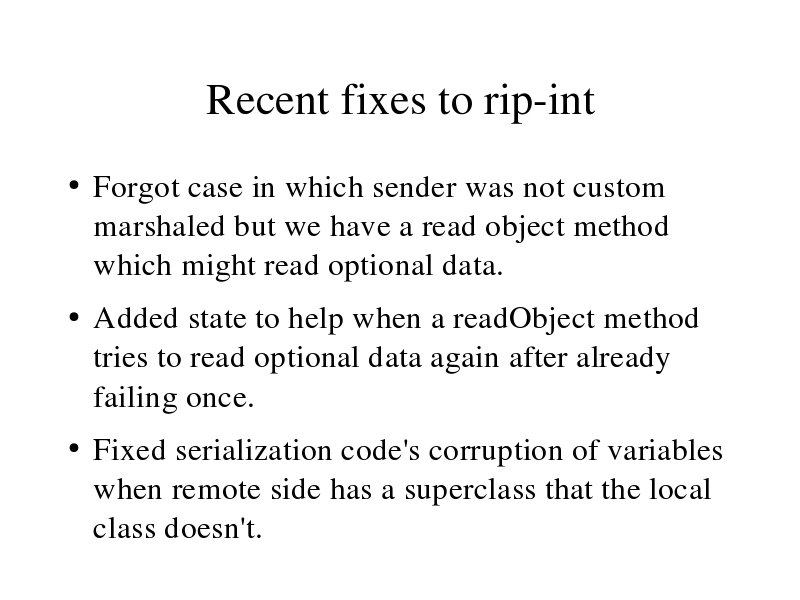 Recent fixes to rip-int
• Forgot case in which sender was not custom
marshaled but we have a read object method
which might read optional data.
• Added state to help when a readObject method
tries to read optional data again after already
failing once.
• Fixed serialization code's corruption of variables
when remote side has a superclass that the local
class doesn't.